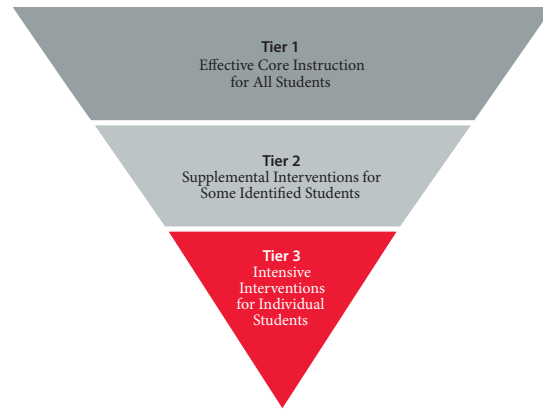 Tier 1
Effective Core Instruction
for All Students
Tier 2
Supplemental Interventions for
Some Identified Students
Tier 3
Intensive
Interventions
for Individual
Students